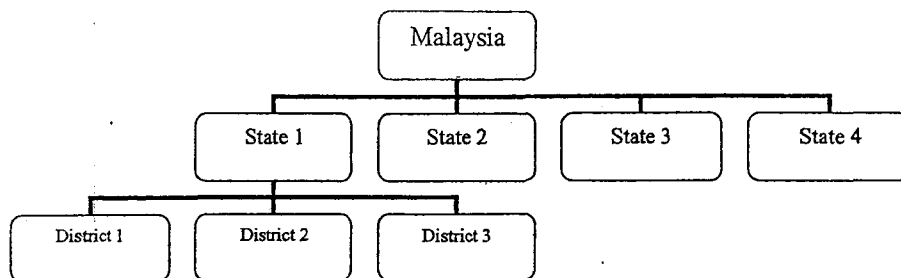 Malaysia
State 1
State 2
State 3
State 4
District 1
District 2
District 3